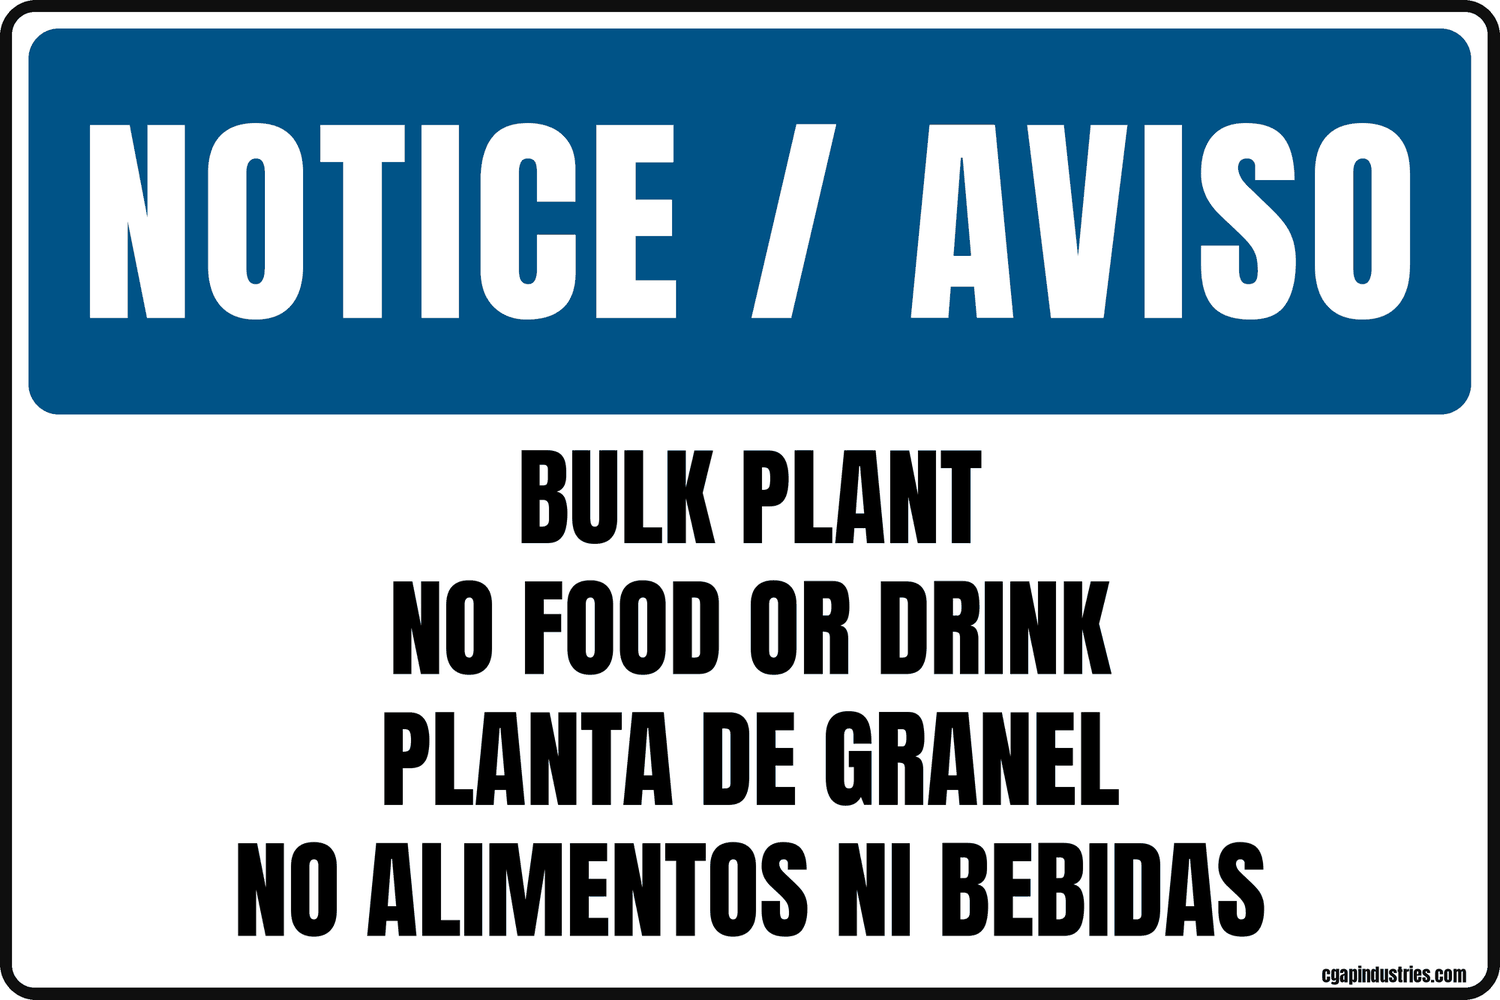 NOTICE / AVISO
BULK PLANT
NO FOOD OR DRINK
PLANTA DE GRANEL
NO ALIMENTOS NI BEBIDAS
cgapindustries.com